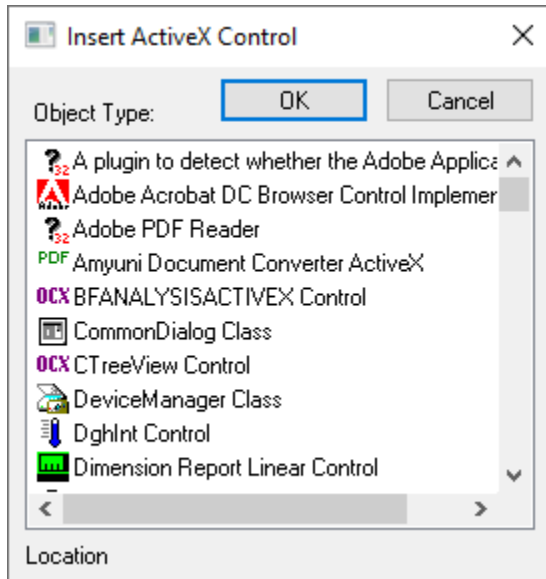 Insert ActiveX Control
Object Type:
OK
Cancel
A plugin to detect whether the Adobe Applica
Adobe Acrobat DC Browser Control Implemer
Adobe PDF Reader
PDF Amyuni Document Converter ActiveX
OCX BFANALYSISACTIVEX Control
CommonDialog Class
OCX CTreeView Control
DeviceManager Class
DghInt Control
Dimension Report Linear Control
Location